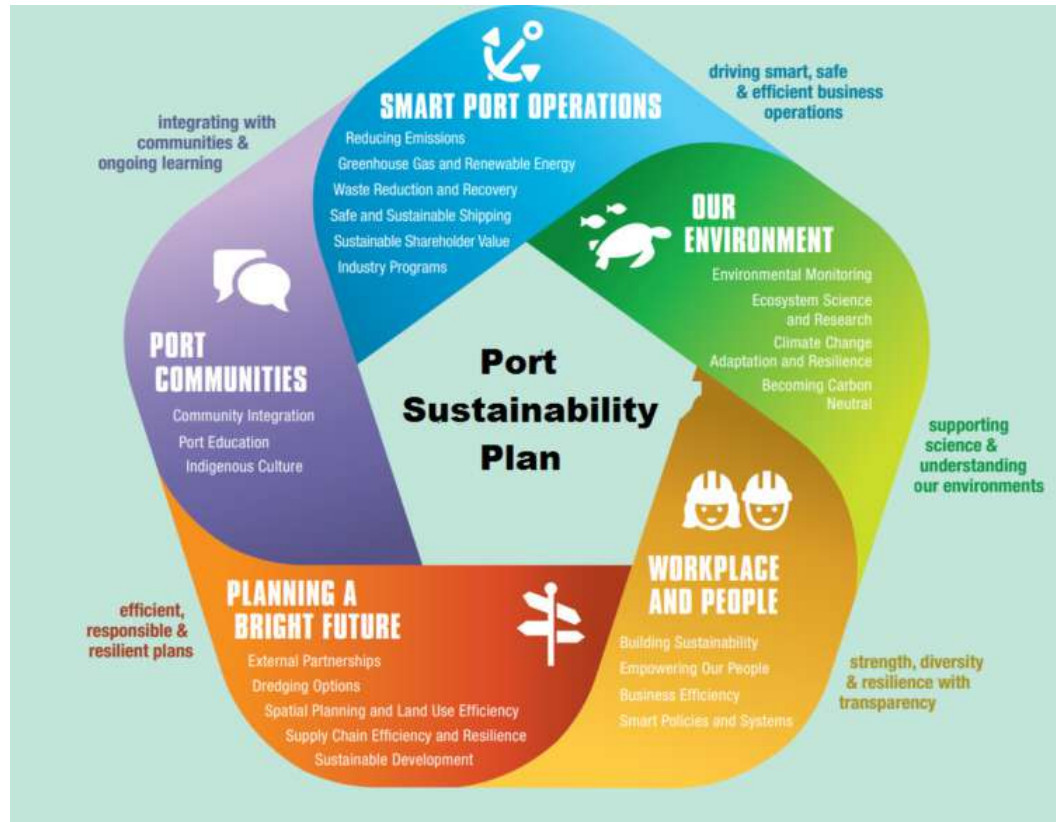 SMART PORT OPERATIONS
Reducing Emissions
Greenhouse Gas and Renewable Energy
Waste Reduction and Recovery
Safe and Sustainable Shipping
Sustainable Shareholder Value
Industry Programs
driving smart, safe
& efficient business
operations
OUR
ENVIRONMENT
Environmental Monitoring
Ecosystem Science
and Research
Climate Change
Adaptation and Resilience
Becoming Carbon
Neutral
supporting
science &
understanding
our environments
WORKPLACE
AND PEOPLE
Building Sustainability
Empowering Our People
Business Efficiency
Smart Policies and Systems
strength, diversity
& resilience with
transparency
PLANNING A
BRIGHT FUTURE
External Partnerships
Dredging Options
Spatial Planning and Land Use Efficiency
Supply Chain Efficiency and Resilience
Sustainable Development
efficient,
responsible &
resilient plans
PORT
COMMUNITIES
Community Integration
Port Education
Indigenous Culture
integrating with
communities &
ongoing learning
Port
Sustainability
Plan